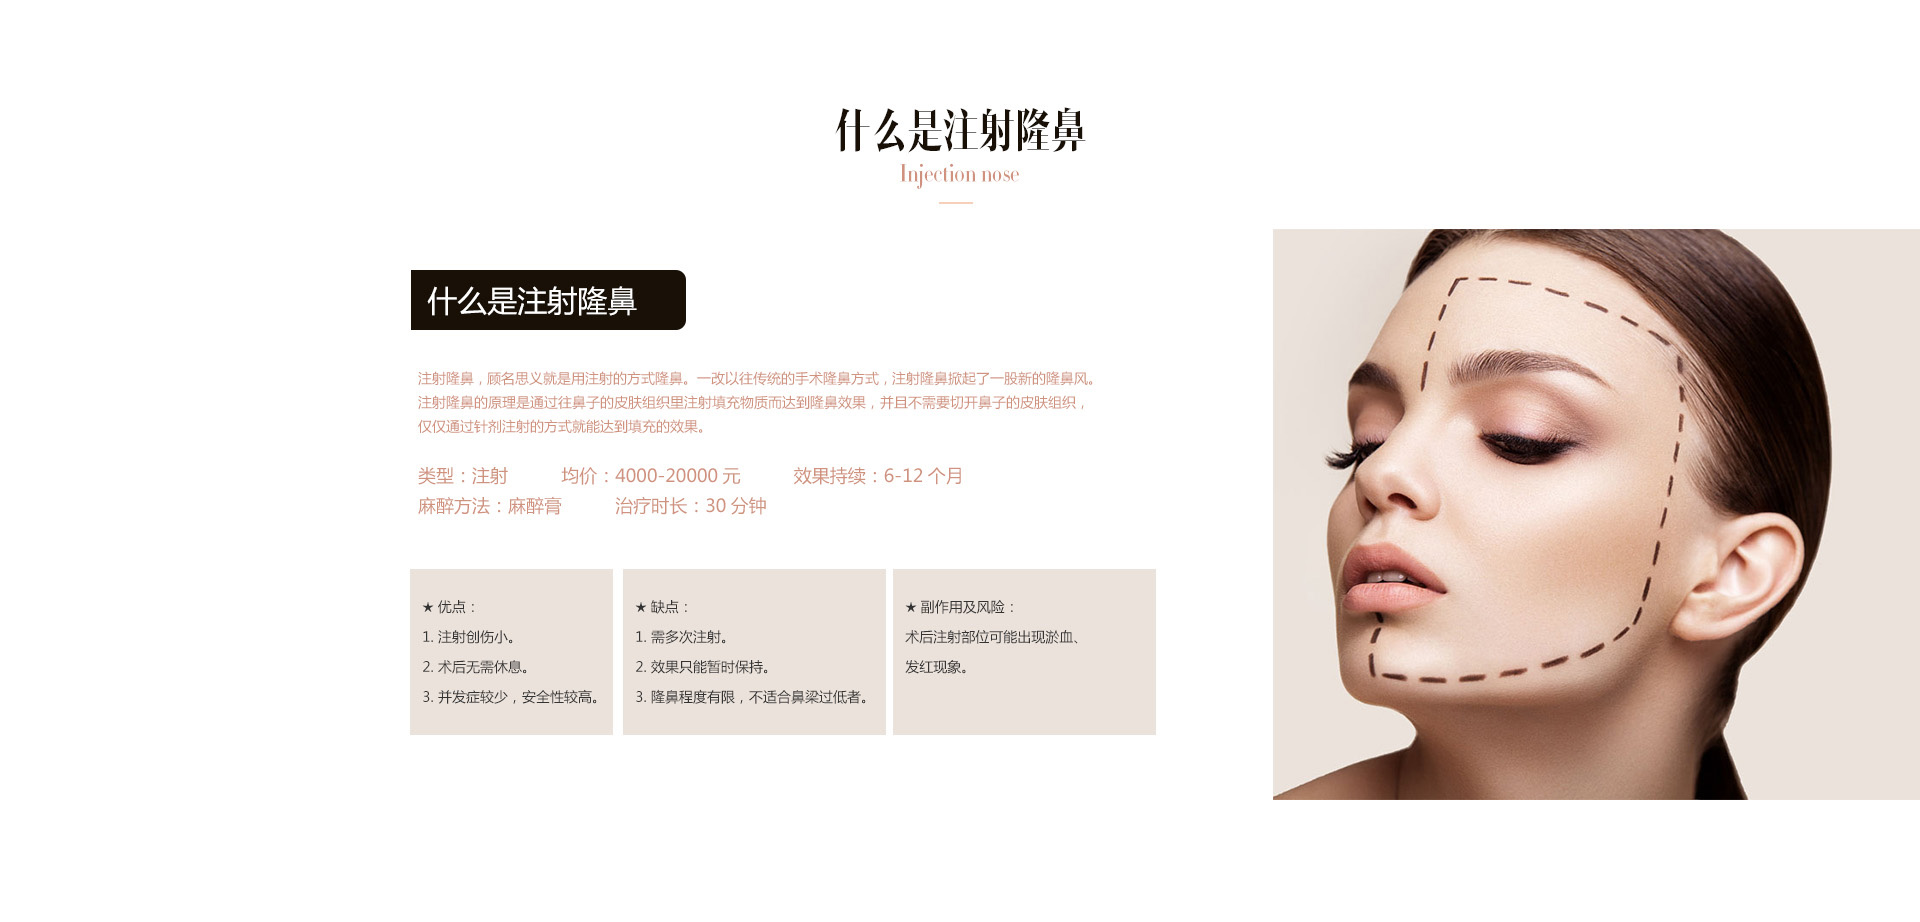 什么是注射隆鼻
Injection nose
什么是注射隆鼻
注射隆鼻，顾名思义就是用注射的方式隆鼻。一改以往传统的手术隆鼻方式，注射隆鼻掀起了一股新的隆鼻风。
注射隆鼻的原理是通过往鼻子的皮肤组织里注射填充物质而达到隆鼻效果，并且不需要切开鼻子的皮肤组织，
仅仅通过针剂注射的方式就能达到填充的效果。
类型：注射 均价：4000-20000 元 效果持续：6-12 个月
麻醉方法：麻醉膏 治疗时长：30 分钟
★ 优点：
1. 注射创伤小。
2. 术后无需休息。
3. 并发症较少，安全性较高。
★ 缺点：
1. 需多次注射。
2. 效果只能暂时保持。
3. 隆鼻程度有限，不适合鼻梁过低者。
★ 副作用及风险：
术后注射部位可能出现淤血、
发红现象。